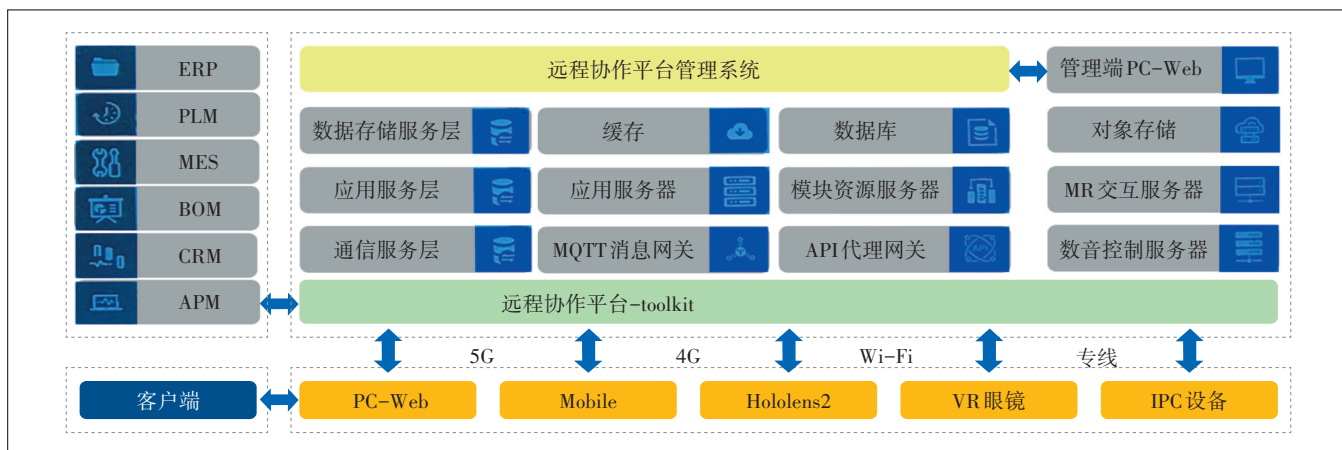 ERP
PLM
MES
BOM
CRM
APM
远程协作平台管理系统
管理端PC-Web
数据存储服务层
缓存
数据库
对象存储
应用服务层
应用服务器
模块资源服务器
MR交互服务器
通信服务层
MQTT消息网关
API代理网关
API
数音控制服务器
远程协作平台-toolkit
5G
4G
Wi-Fi
专线
客户端
PC-Web
Mobile
Hololens2
VR眼镜
IPC设备